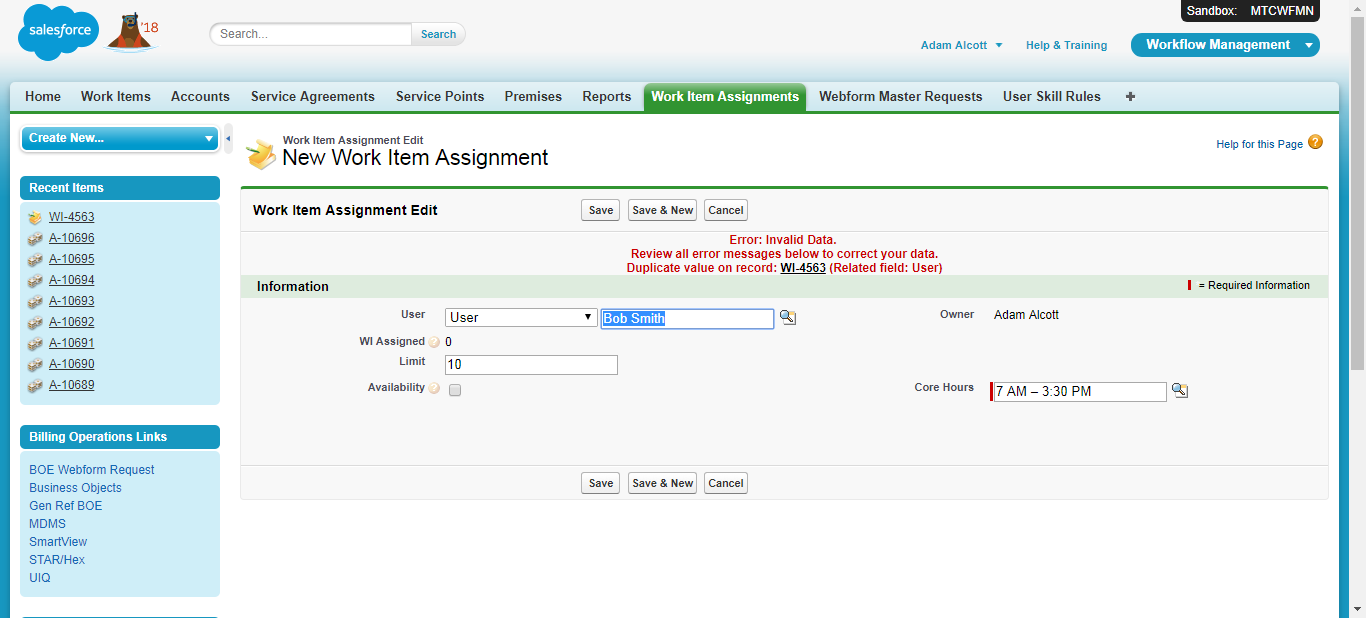 Sandbox: MTCWFMN
salesforce
'18
Search...
Search
Adam Alcott
Help & Training
Workflow Management
Home
Work Items
Accounts
Service Agreements
Service Points
Premises
Reports
Work Item Assignments
Webform Master Requests
User Skill Rules
+
Create New...
Recent Items
WI-4563
A-10696
A-10695
A-10694
A-10693
A-10692
A-10691
A-10690
A-10689
Billing Operations Links
BOE Webform Request
Business Objects
Gen Ref BOE
MDMS
SmartView
STAR/Hex
UIQ
Work Item Assignment Edit
New Work Item Assignment
Help for this Page ?
Work Item Assignment Edit
Save
Save & New
Cancel
Error: Invalid Data.
Review all error messages below to correct your data.
Duplicate value on record: WI-4563 (Related field: User)
Information
= Required Information
User
User
Bob Smith
Owner
Adam Alcott
WI Assigned
0
Limit
10
Availability
Core Hours
7 AM – 3:30 PM
Save
Save & New
Cancel